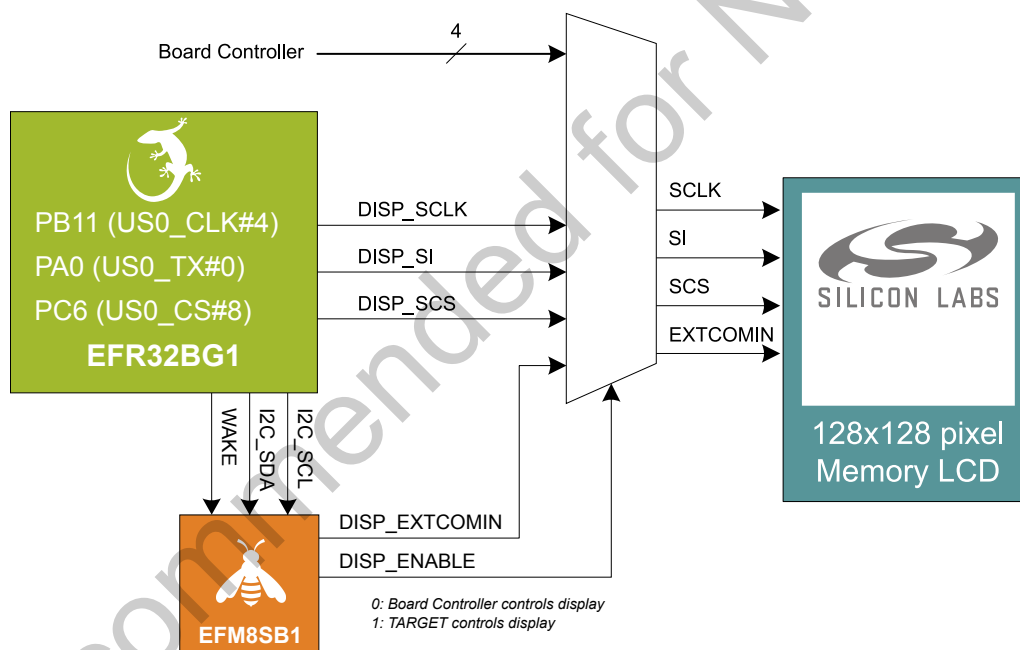 Board Controller
4
PB11 (US0_CLK#4)
PA0 (US0_TX#0)
PC6 (US0_CS#8)
EFR32BG1
DISP_SCLK
DISP_SI
DISP_SCS
SCLK
SI
SCS
EXTCOMIN
SILICON LABS
128x128 pixel
Memory LCD
WAKE
I2C_SDA
I2C_SCL
DISP_EXTCOMIN
DISP_ENABLE
0: Board Controller controls display
1: TARGET controls display
EFM8SB1
commended for N